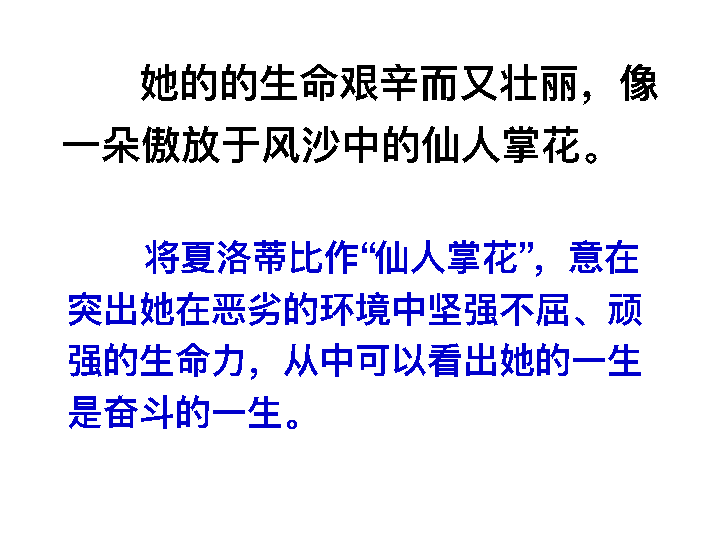 她的的生命艰辛而又壮丽，像
一朵傲放于风沙中的仙人掌花。
将夏洛蒂比作“仙人掌花”，意在
突出她在恶劣的环境中坚强不屈、顽
强的生命力，从中可以看出她的一生
是奋斗的一生。